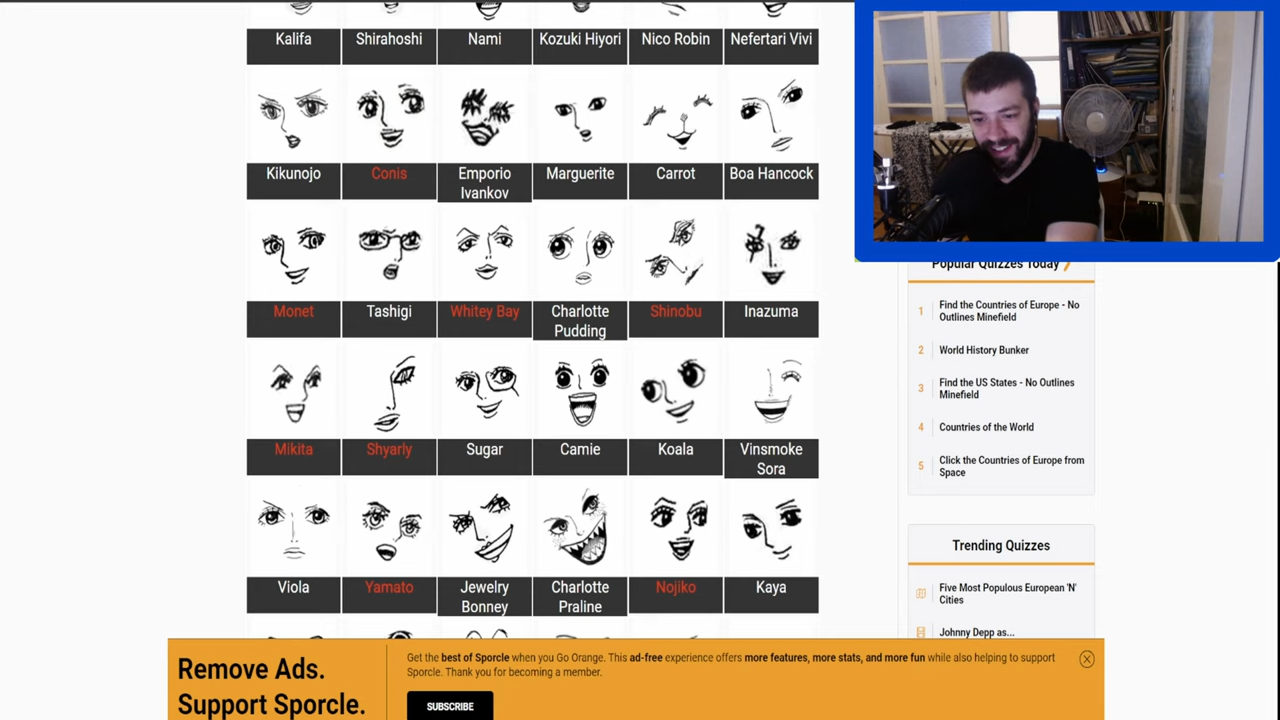 Kalifa
Shirahoshi
Nami
Kozuki Hiyori
Nico Robin
Nefertari Vivi
Kikunojo
Conis
Emporio
Ivankov
Marguerite
Carrot
Boa Hancock
Monet
Tashigi
Whitey Bay
Charlotte
Pudding
Shinobu
Inazuma
Mikita
Shyarly
Sugar
Camie
Koala
Vinsmoke
Sora
Viola
Yamato
Jewelry
Bonney
Charlotte
Praline
Nojiko
Kaya
Popular Quizzes Today
1 Find the Countries of Europe - No
Outlines Minefield
2 World History Bunker
3 Find the US States - No Outlines
Minefield
4 Countries of the World
5 Click the Countries of Europe from
Space
Trending Quizzes
Five Most Populous European 'N'
Cities
Johnny Depp as...
Remove Ads.
Support Sporcle.
Get the best of Sporcle when you Go Orange. This ad-free experience offers more features, more stats, and more fun while also helping to support
Sporcle. Thank you for becoming a member.
SUBSCRIBE